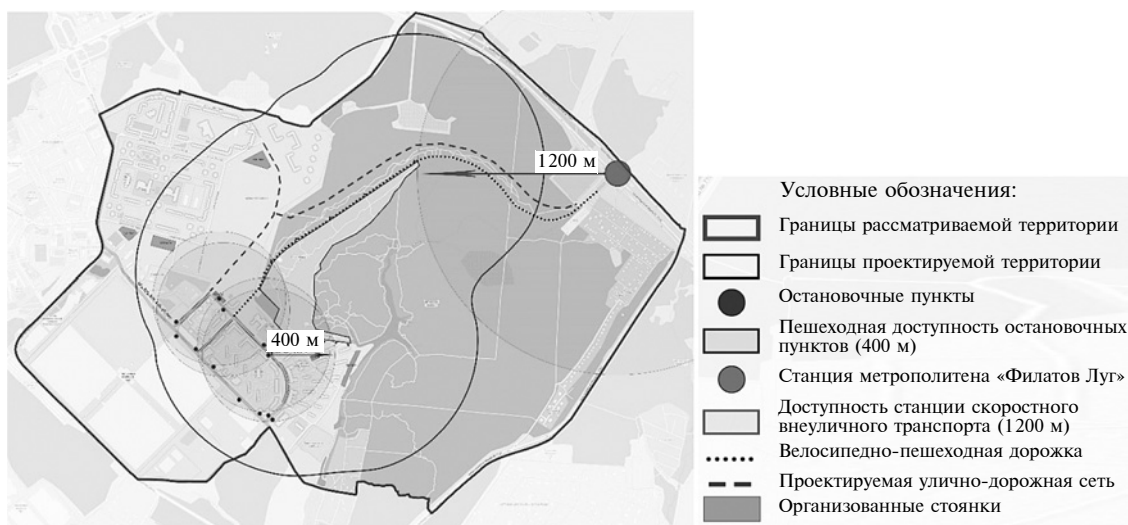 1200 м
400 м
Условные обозначения:
Границы рассматриваемой территории
Границы проектируемой территории
Остановочные пункты
Пешеходная доступность остановочных
пунктов (400 м)
Станция метрополитена «Филатов Луг»
Доступность станции скоростного
внеуличного транспорта (1200 м)
Велосипедно-пешеходная дорожка
Проектируемая улично-дорожная сеть
Организованные стоянки